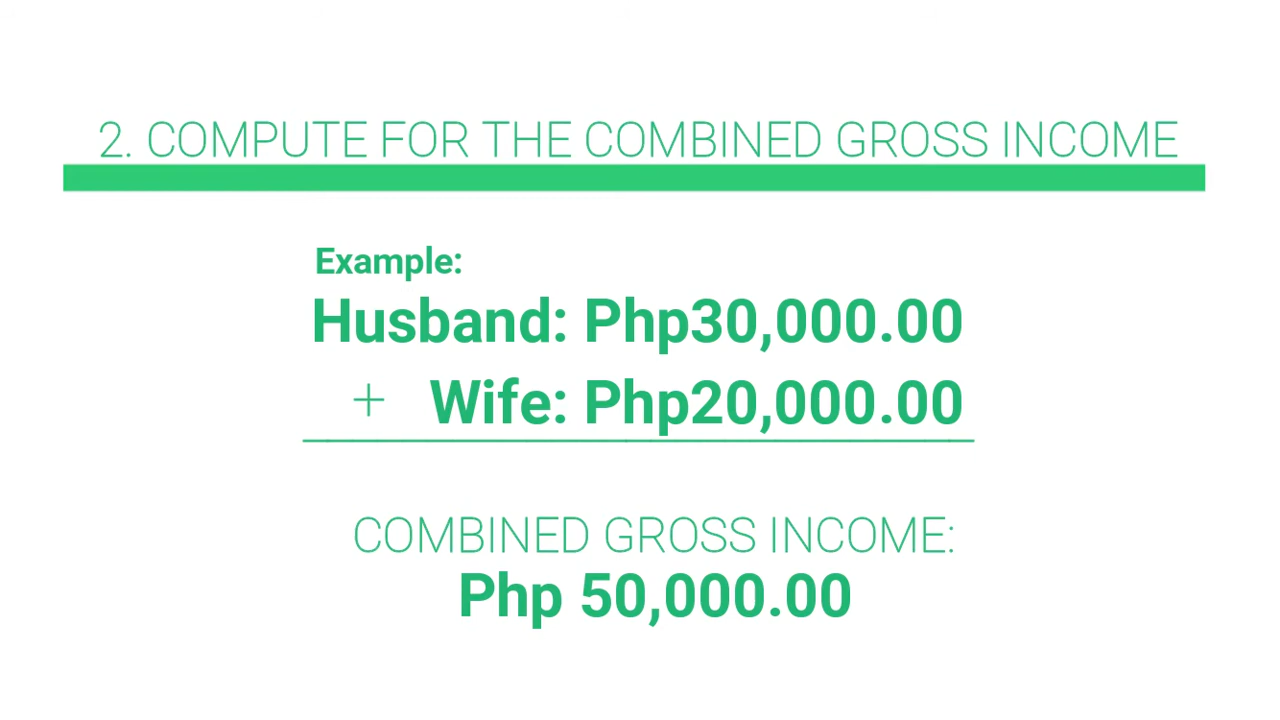 2. COMPUTE FOR THE COMBINED GROSS INCOME
Example:
Husband: Php30,000.00
+ Wife: Php20,000.00
COMBINED GROSS INCOME:
Php 50,000.00